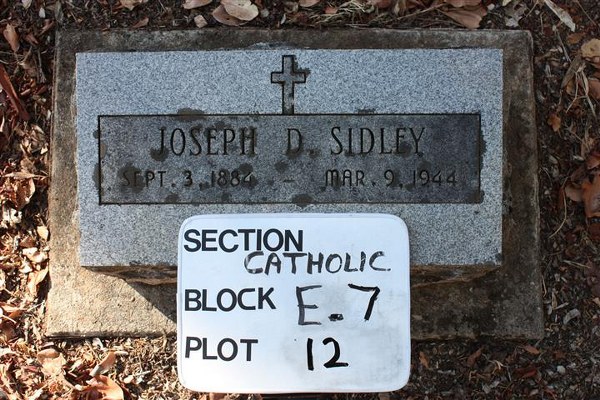 JOSEPH D. SIDLEY
SEPT. 3, 1884 – MAR. 9, 1944
SECTION
CATHOLIC
BLOCK E-7
PLOT 12